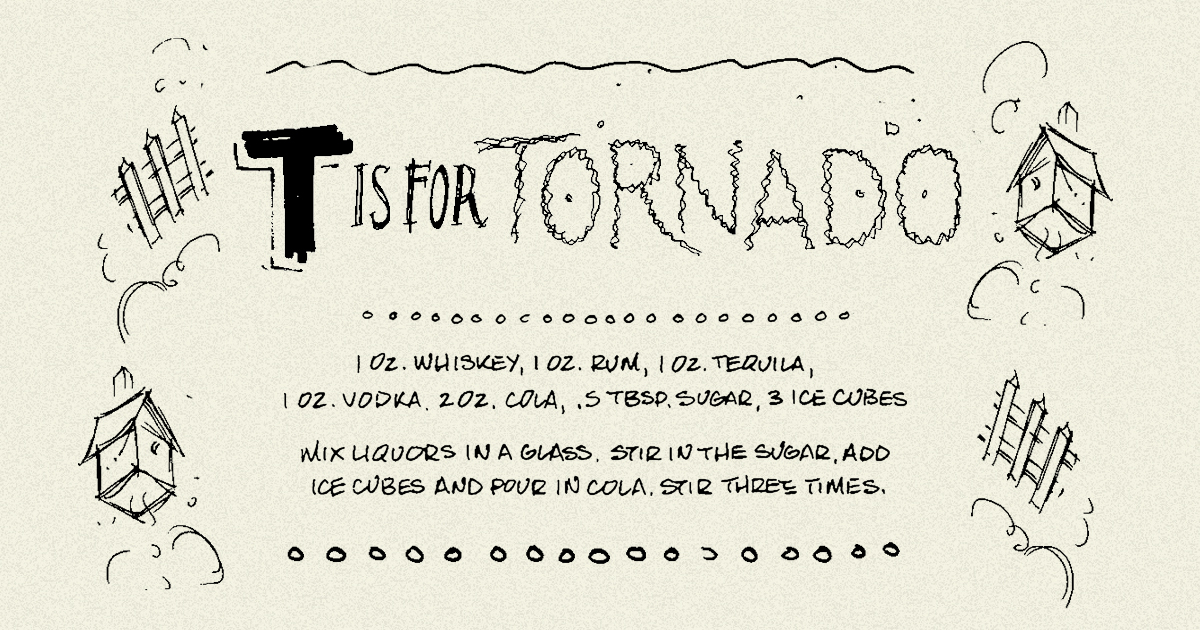 T IS FOR TORNADO
1 OZ. WHISKEY, 1 OZ. RUM, 1 OZ. TEQUILA,
1 OZ. VODKA. 2 OZ. COLA, .5 TBSP. SUGAR, 3 ICE CUBES
MIX LIQUORS IN A GLASS. STIR IN THE SUGAR, ADD
ICE CUBES AND POUR IN COLA. STIR THREE TIMES.